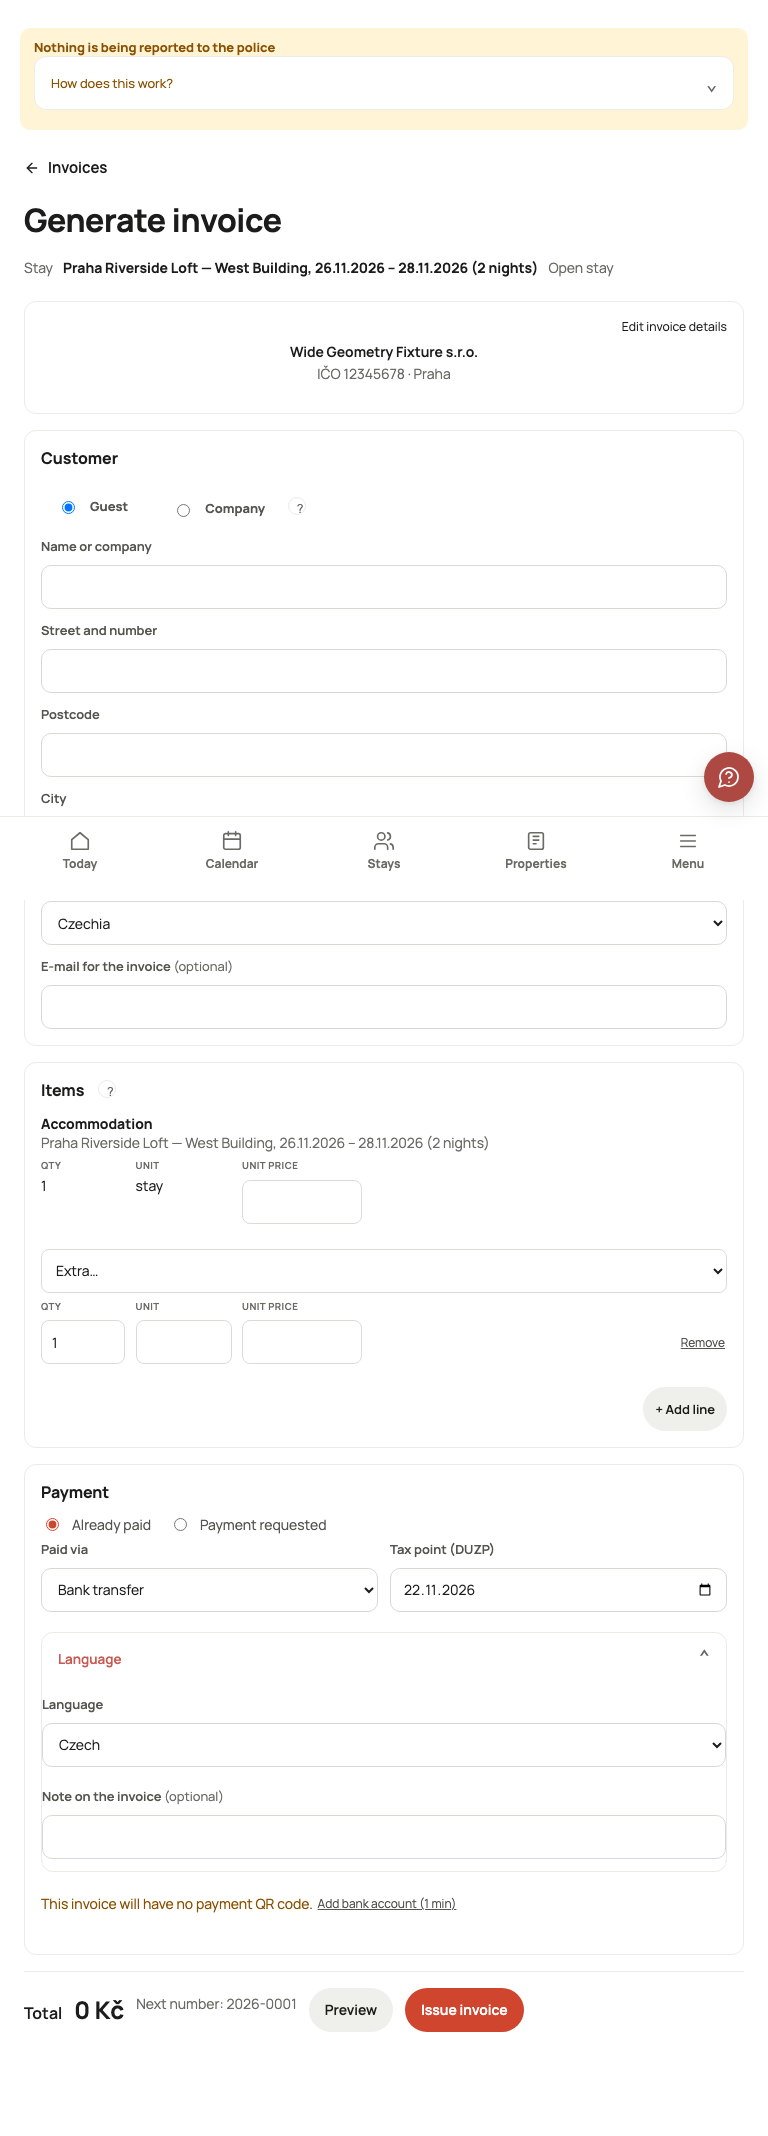 Nothing is being reported to the police
How does this work?
Invoices
Generate invoice
Stay Praha Riverside Loft — West Building, 26.11.2026 – 28.11.2026 (2 nights) Open stay
Edit invoice details
Wide Geometry Fixture s.r.o.
IČO 12345678 · Praha
Customer
Guest Company ?
Name or company
Street and number
Postcode
City
Today Calendar Stays Properties Menu
Czechia
E-mail for the invoice (optional)
Items ?
Accommodation
Praha Riverside Loft — West Building, 26.11.2026 – 28.11.2026 (2 nights)
QTY UNIT UNIT PRICE
1 stay
Extra…
QTY UNIT UNIT PRICE
1 Remove
+ Add line
Payment
Already paid Payment requested
Paid via Tax point (DUZP)
Bank transfer 22.11.2026
Language
Language
Czech
Note on the invoice (optional)
This invoice will have no payment QR code. Add bank account (1 min)
Total 0 Kč Next number: 2026-0001 Preview Issue invoice